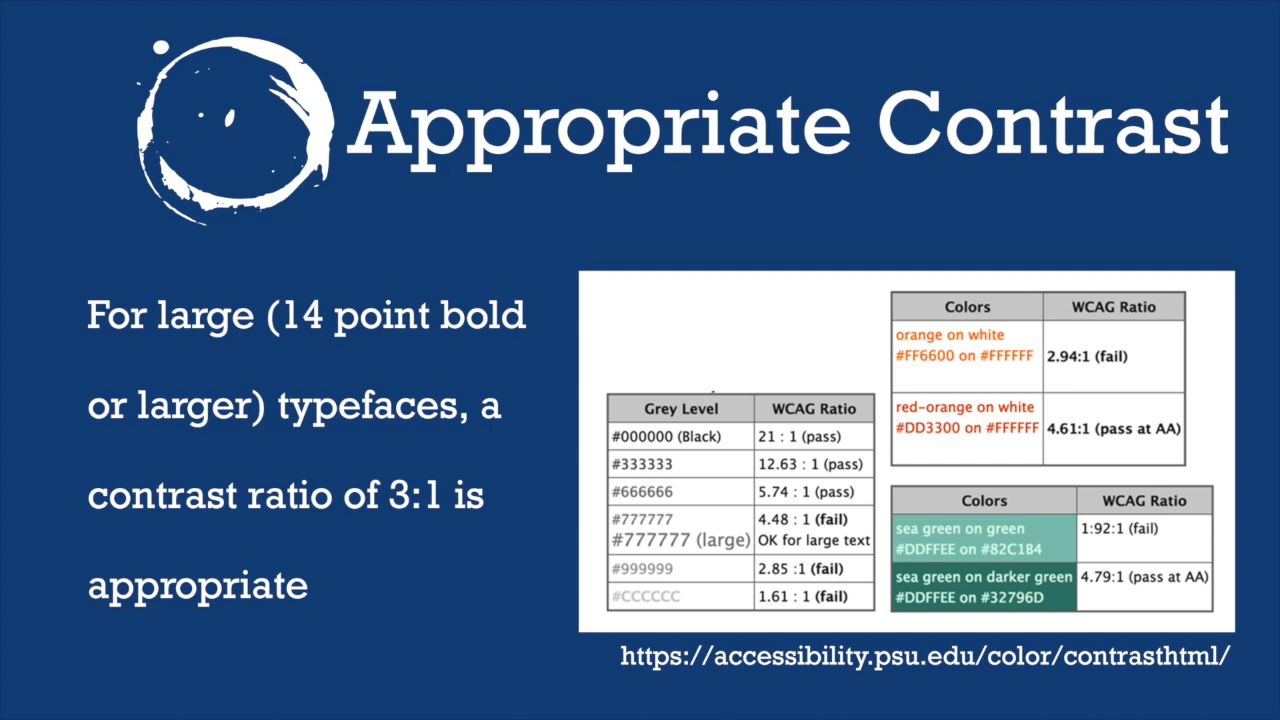 Appropriate Contrast
For large (14 point bold
or larger) typefaces, a
contrast ratio of 3:1 is
appropriate
Grey Level WCAG Ratio
#000000 (Black) 21 : 1 (pass)
#333333 12.63 : 1 (pass)
#666666 5.74 : 1 (pass)
#777777 4.48 : 1 (fail)
#777777 (large) OK for large text
#999999 2.85 :1 (fail)
#CCCCCC 1.61 : 1 (fail)
Colors WCAG Ratio
orange on white
#FF6600 on #FFFFFF 2.94:1 (fail)
red-orange on white
#DD3300 on #FFFFFF 4.61:1 (pass at AA)
Colors WCAG Ratio
sea green on green 1:92:1 (fail)
#DDFFEE on #82C1B4
sea green on darker green 4.79:1 (pass at AA)
#DDFFEE on #32796D
https://accessibility.psu.edu/color/contrasthtml/